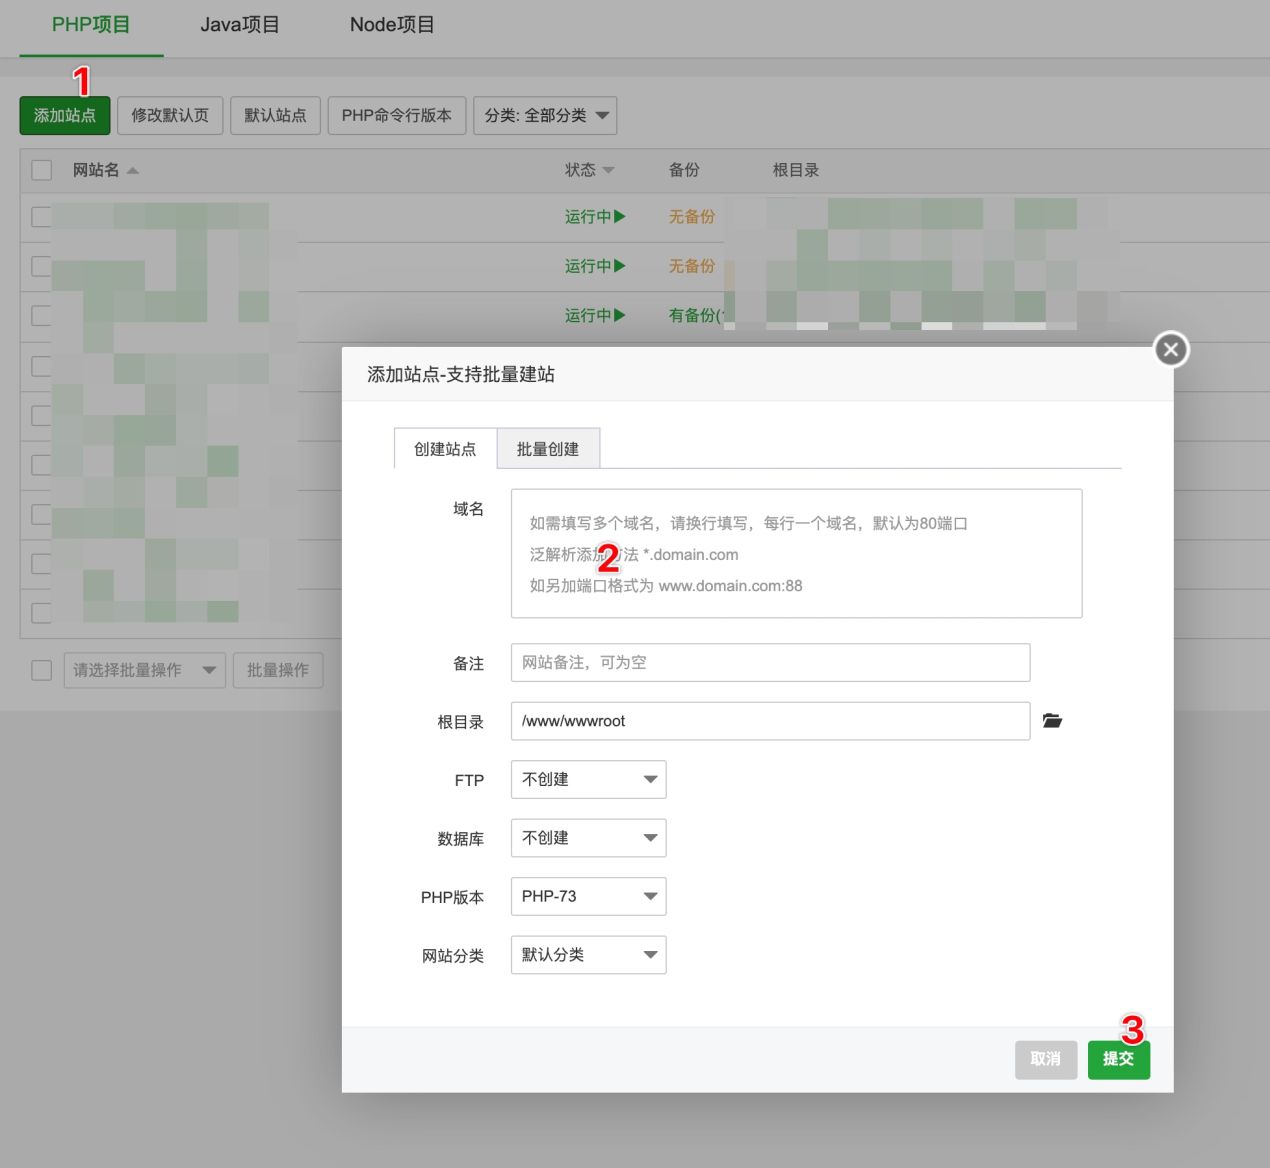 PHP项目
Java项目
Node项目
1
添加站点
修改默认页
默认站点
PHP命令行版本
分类: 全部分类
网站名
状态
备份
根目录
运行中
无备份
运行中
无备份
运行中
有备份(
添加站点-支持批量建站
创建站点
批量创建
域名
如需填写多个域名，请换行填写，每行一个域名，默认为80端口
泛解析添加方法 *.domain.com
2
如另加端口格式为 www.domain.com:88
备注
网站备注，可为空
请选择批量操作
批量操作
根目录
/www/wwwroot
FTP
不创建
数据库
不创建
PHP版本
PHP-73
网站分类
默认分类
3
取消
提交